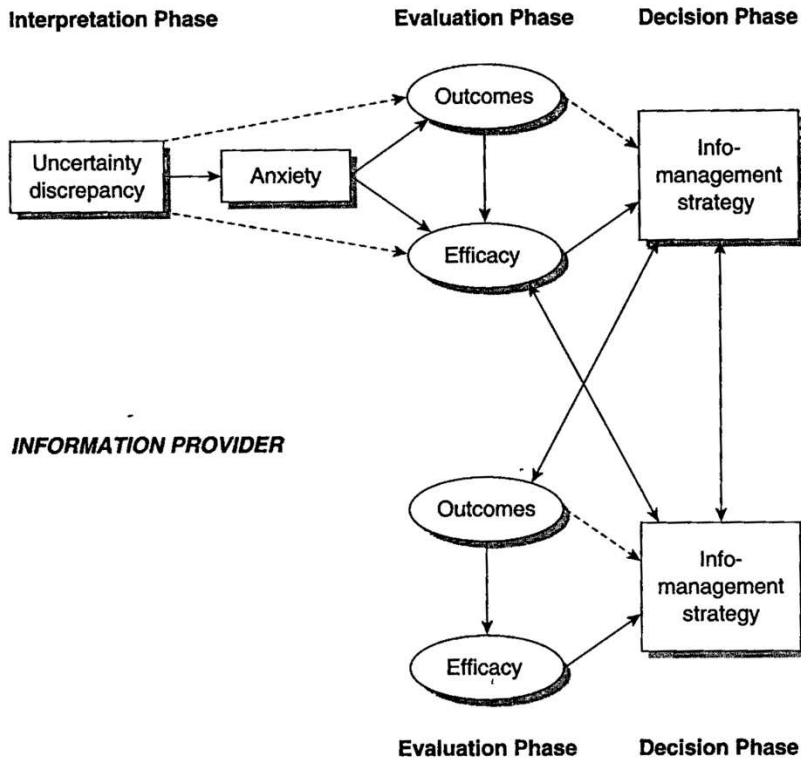 Interpretation Phase
Evaluation Phase
Decision Phase
Outcomes
Uncertainty
discrepancy
Anxiety
Info-
management
strategy
Efficacy
INFORMATION PROVIDER
Outcomes
Info-
management
strategy
Efficacy
Evaluation Phase
Decision Phase